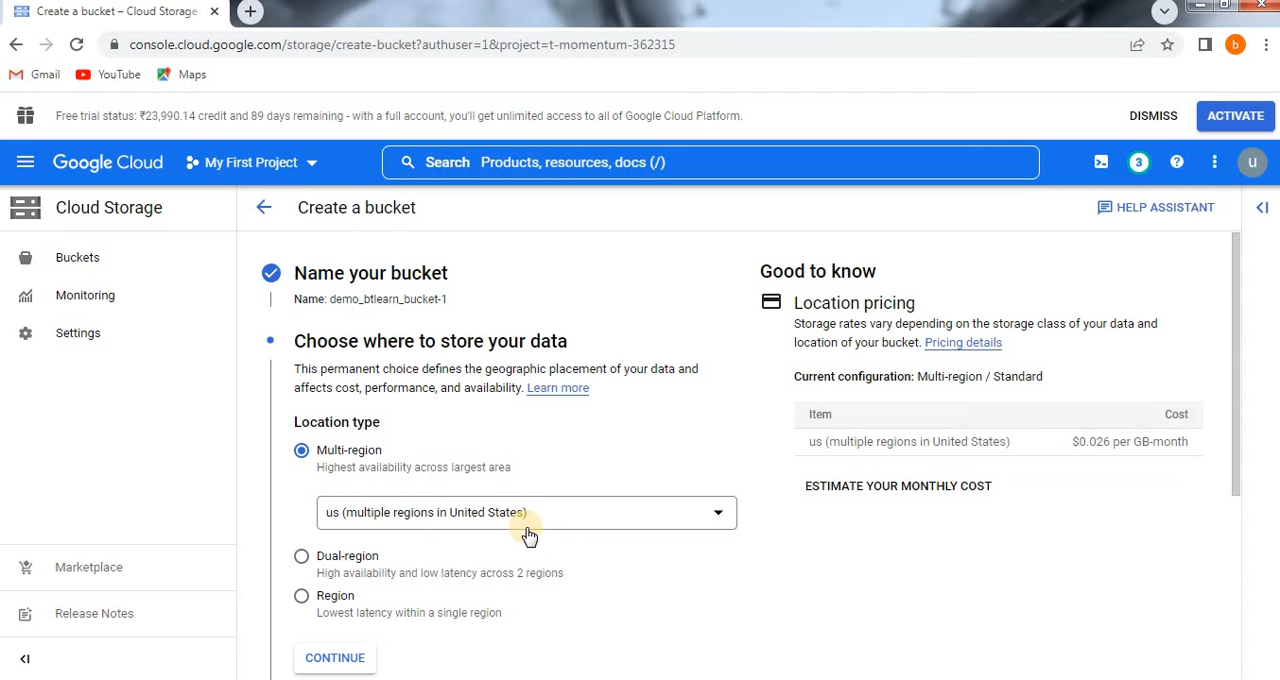 Create a bucket – Cloud Storage
console.cloud.google.com/storage/create-bucket?authuser=1&project=t-momentum-362315
b
Gmail YouTube Maps
Free trial status: ₹23,990.14 credit and 89 days remaining - with a full account, you'll get unlimited access to all of Google Cloud Platform.
DISMISS
ACTIVATE
Google Cloud
My First Project
Search Products, resources, docs (/)
3
u
Cloud Storage
Create a bucket
HELP ASSISTANT
Buckets
Monitoring
Settings
Marketplace
Release Notes
Name your bucket
Name: demo_btlearn_bucket-1
Choose where to store your data
This permanent choice defines the geographic placement of your data and
affects cost, performance, and availability. Learn more
Location type
Multi-region
Highest availability across largest area
us (multiple regions in United States)
Dual-region
High availability and low latency across 2 regions
Region
Lowest latency within a single region
CONTINUE
Good to know
Location pricing
Storage rates vary depending on the storage class of your data and
location of your bucket. Pricing details
Current configuration: Multi-region / Standard
Item Cost
us (multiple regions in United States) $0.026 per GB-month
ESTIMATE YOUR MONTHLY COST